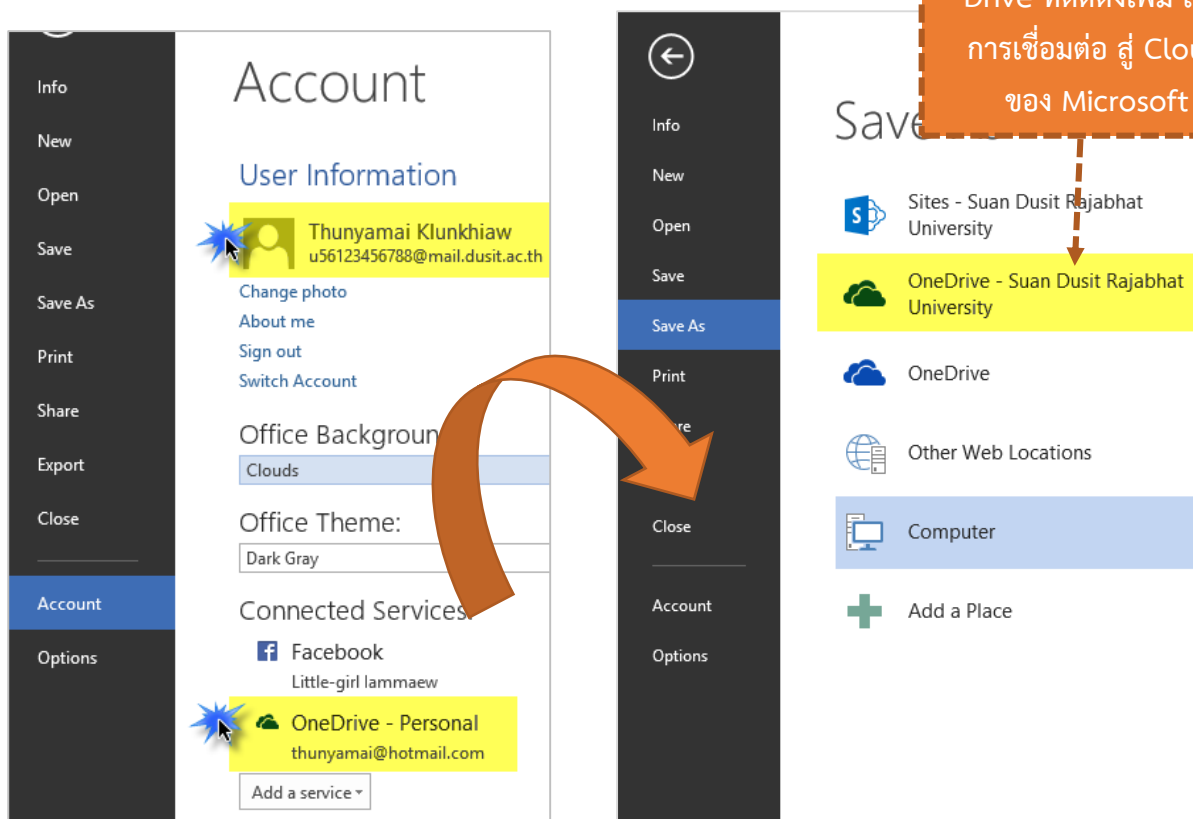 Info
New
Open
Save
Save As
Print
Share
Export
Close
Account
Options
Account
User Information
Thunyamai Klunkhiaw
u56123456788@mail.dusit.ac.th
Change photo
About me
Sign out
Switch Account
Office
Clouds
Office Theme:
Dark Gray
Connected Services:
Facebook
Little-girl lammaew
OneDrive - Personal
thunyamai@hotmail.com
Add a service
การเชื่อมต่อ สู่
ของ Microsoft
Info
New
Open
Save
Save As
Print
Close
Account
Options
Sites - Suan Dusit Rajabhat
University
OneDrive - Suan Dusit Rajabhat
University
OneDrive
Other Web Locations
Computer
Add a Place